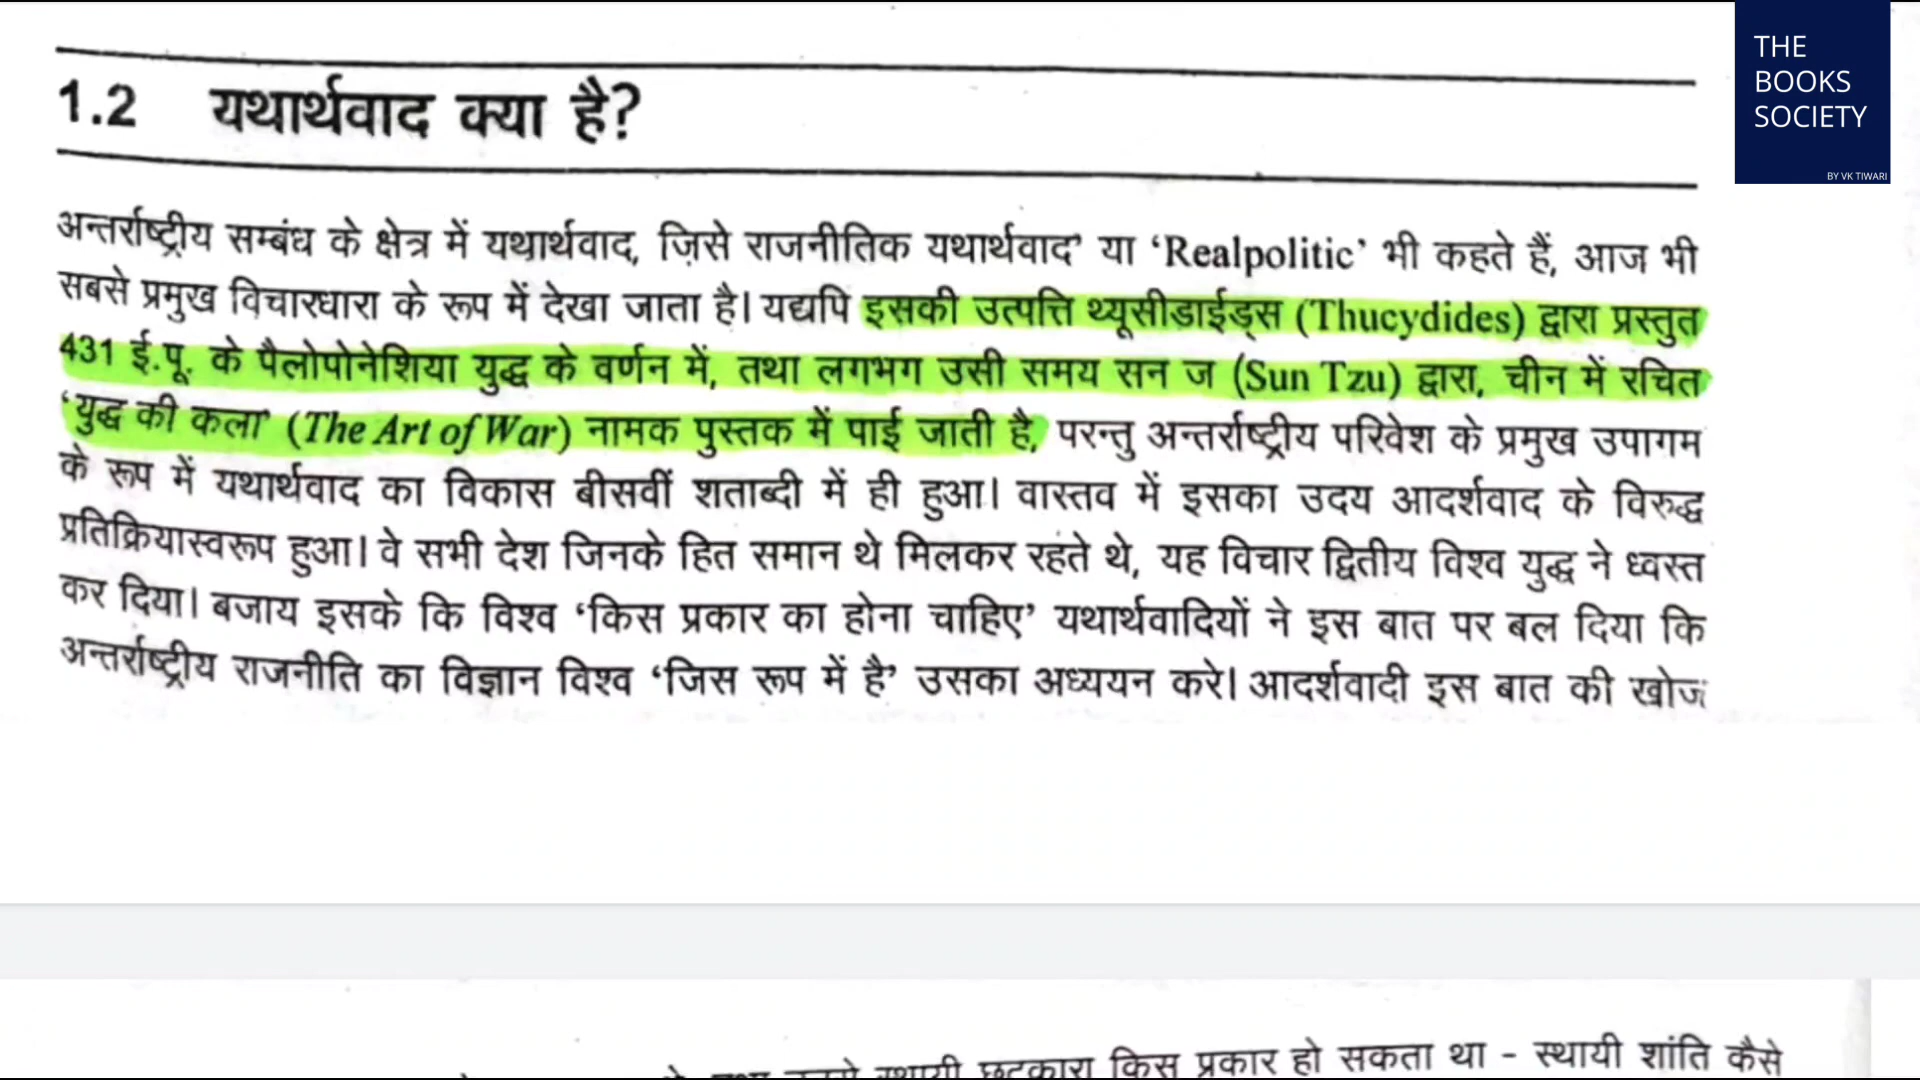 THE
BOOKS
SOCIETY
BY VK TIWARI
1.2 यथार्थवाद क्या है?
अन्तर्राष्ट्रीय सम्बंध के क्षेत्र में यथार्थवाद, जिसे राजनीतिक यथार्थवाद’ या ‘Realpolitic’ भी कहते हैं, आज भी
सबसे प्रमुख विचारधारा के रूप में देखा जाता है। यद्यपि इसकी उत्पत्ति थ्यूसीडाईड्स (Thucydides) द्वारा प्रस्तुत
431 ई.पू. के पैलोपोनेशिया युद्ध के वर्णन में, तथा लगभग उसी समय सन ज (Sun Tzu) द्वारा, चीन में रचित
‘युद्ध की कला’ (The Art of War) नामक पुस्तक में पाई जाती है, परन्तु अन्तर्राष्ट्रीय परिवेश के प्रमुख उपागम
के रूप में यथार्थवाद का विकास बीसवीं शताब्दी में ही हुआ। वास्तव में इसका उदय आदर्शवाद के विरुद्ध
प्रतिक्रियास्वरूप हुआ। वे सभी देश जिनके हित समान थे मिलकर रहते थे, यह विचार द्वितीय विश्व युद्ध ने ध्वस्त
कर दिया। बजाय इसके कि विश्व ‘किस प्रकार का होना चाहिए’ यथार्थवादियों ने इस बात पर बल दिया कि
अन्तर्राष्ट्रीय राजनीति का विज्ञान विश्व ‘जिस रूप में है’ उसका अध्ययन करे। आदर्शवादी इस बात की खोज
स्थायी छुटकारा किस प्रकार हो सकता था - स्थायी शांति कैसे